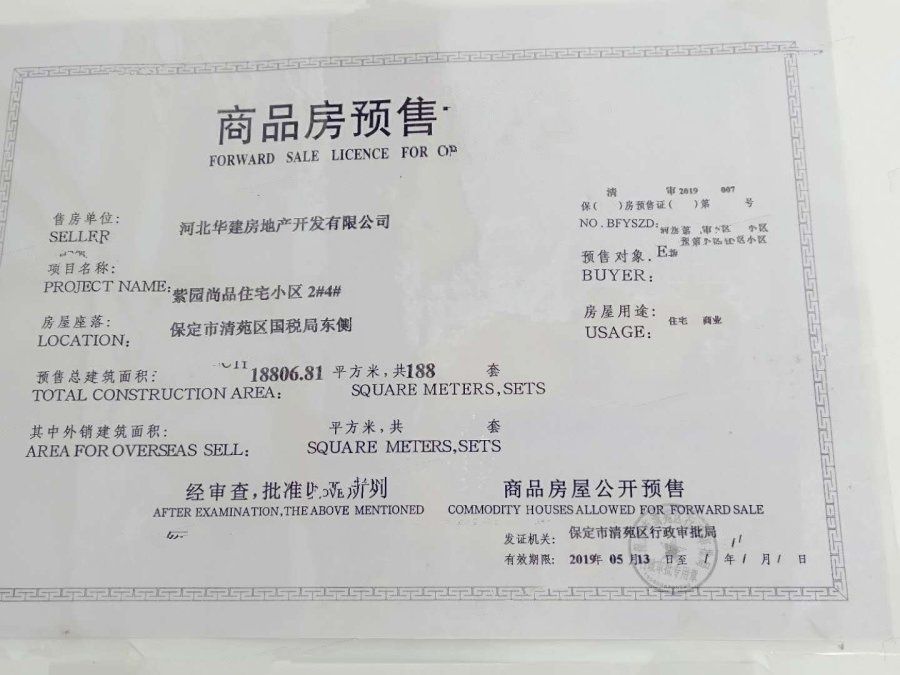 商品房预售
FORWARD SALE LICENCE FOR
清 审 2019 007
保( )房预售证( )第 号
NO. BFYSZD:
售房单位: 河北华建房地产开发有限公司
SELLER
预售对象.
BUYER:
项目名称:
PROJECT NAME: 紫园尚品住宅小区 2#4#
房屋用途: 住宅 商业
USAGE:
房屋座落: 保定市清苑区国税局东侧
LOCATION:
预售总建筑面积: 18806.81 平方米,共188 套
TOTAL CONSTRUCTION AREA: SQUARE METERS,SETS
其中外销建筑面积: 平方米,共 套
AREA FOR OVERSEAS SELL: SQUARE METERS,SETS
经审查,批准 商品房屋公开预售
AFTER EXAMINATION,THE ABOVE MENTIONED COMMODITY HOUSES ALLOWED FOR FORWARD SALE
发证机关: 保定市清苑区行政审批局
有效期限: 2019年 05 月13 日至 / 年 / 月 / 日